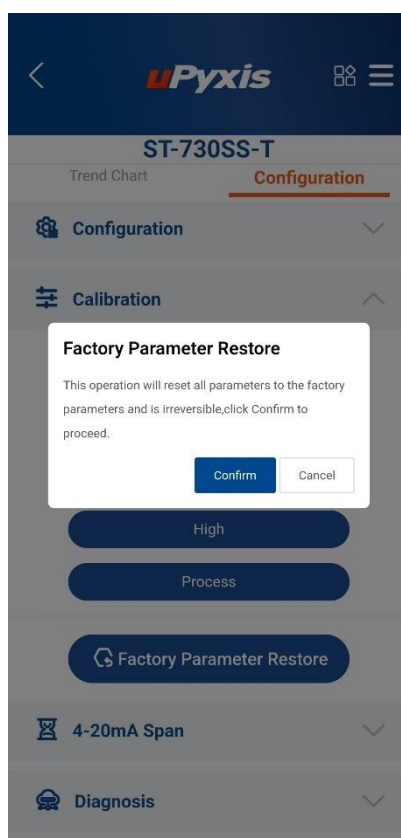 uPyxis
ST-730SS-T
Trend Chart
Configuration
Configuration
Calibration
Factory Parameter Restore
This operation will reset all parameters to the factory
parameters and is irreversible,click Confirm to
proceed.
Confirm
Cancel
High
Process
Factory Parameter Restore
4-20mA Span
Diagnosis